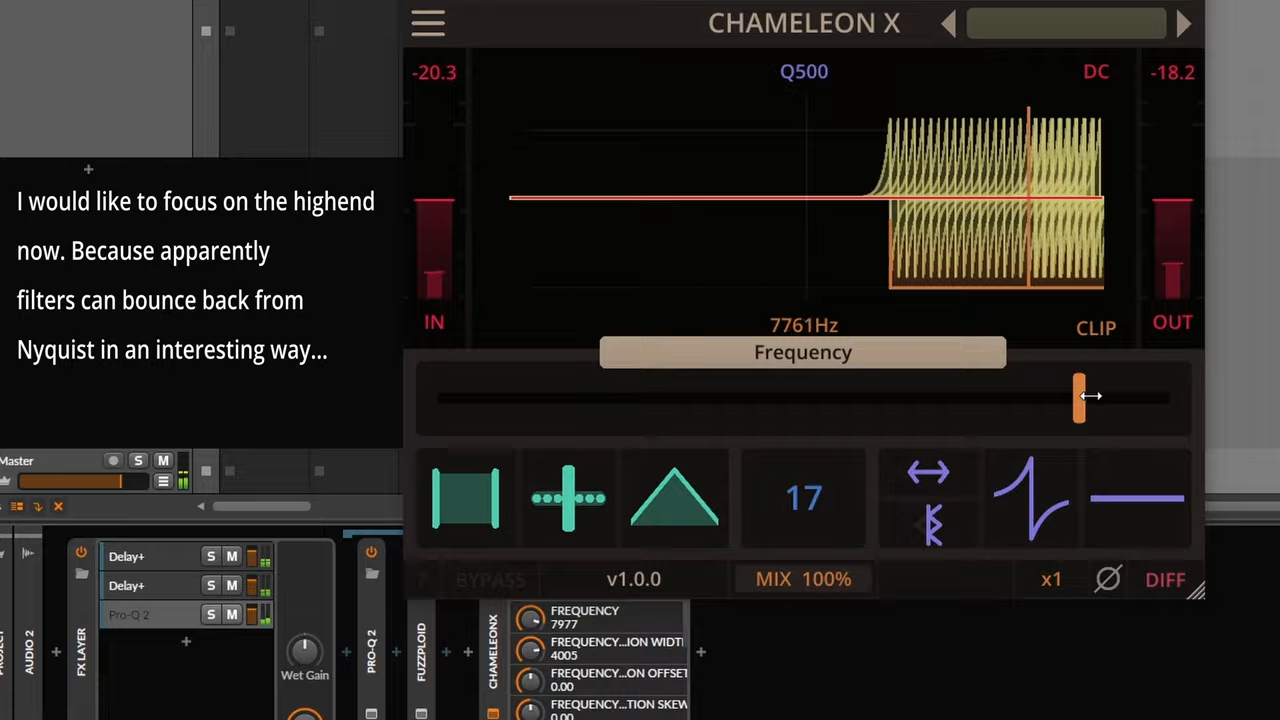 CHAMELEON X
-20.3
Q500
DC
-18.2
I would like to focus on the highend
now. Because apparently
filters can bounce back from
Nyquist in an interesting way...
IN
7761Hz
CLIP
OUT
Frequency
Master
S
M
17
BYPASS
v1.0.0
MIX 100%
x1
DIFF
Delay+
S
M
Delay+
S
M
Pro-Q 2
S
M
AUDIO 2
FX LAYER
Wet Gain
PRO-Q 2
FUZZPLOID
CHAMELEONX
FREQUENCY
7977
FREQUENCY...ION WIDTH
4005
FREQUENCY...ON OFFSET
0.00
FREQUENCY...TION SKEW
0.00